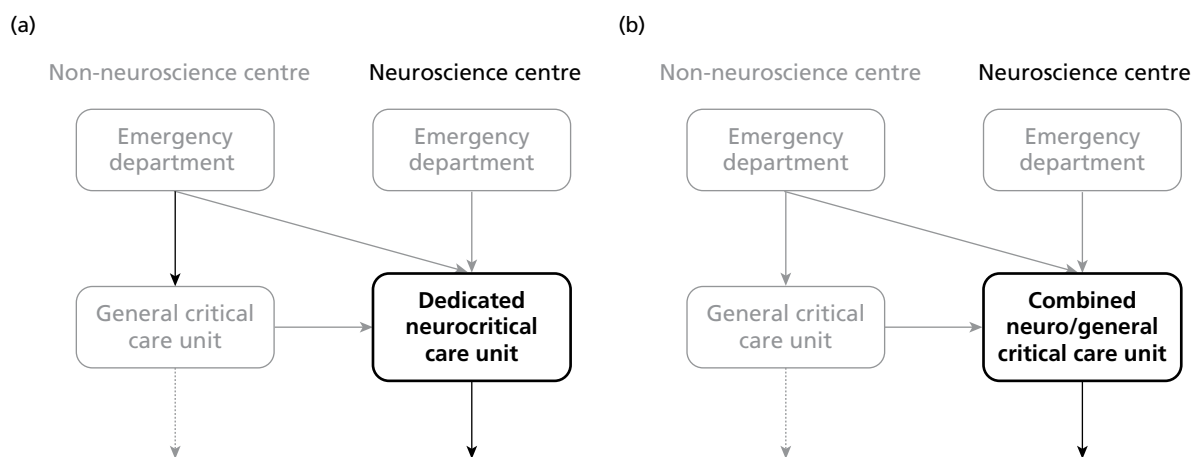 (a)
Non-neuroscience centre
Neuroscience centre
Emergency
department
Emergency
department
General critical
care unit
Dedicated
neurocritical
care unit
(b)
Non-neuroscience centre
Neuroscience centre
Emergency
department
Emergency
department
General critical
care unit
Combined
neuro/general
critical care unit